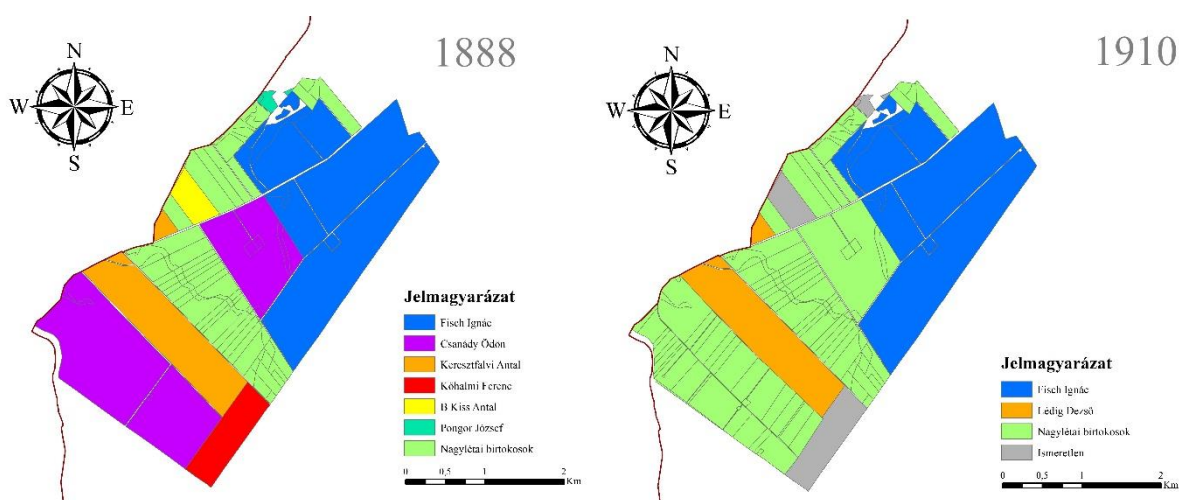 1888
N
W E
S
Jelmagyarázat
Fisch Ignác
Csanády Ödön
Keresztfalvi Antal
Kőhalmi Ferenc
B Kiss Antal
Pongor József
Nagylétai birtokosok
0 0,5 1 2
Km
1910
N
W E
S
Jelmagyarázat
Fisch Ignác
Lédig Dezső
Nagylétai birtokosok
Ismeretlen
0 0,5 1 2
Km